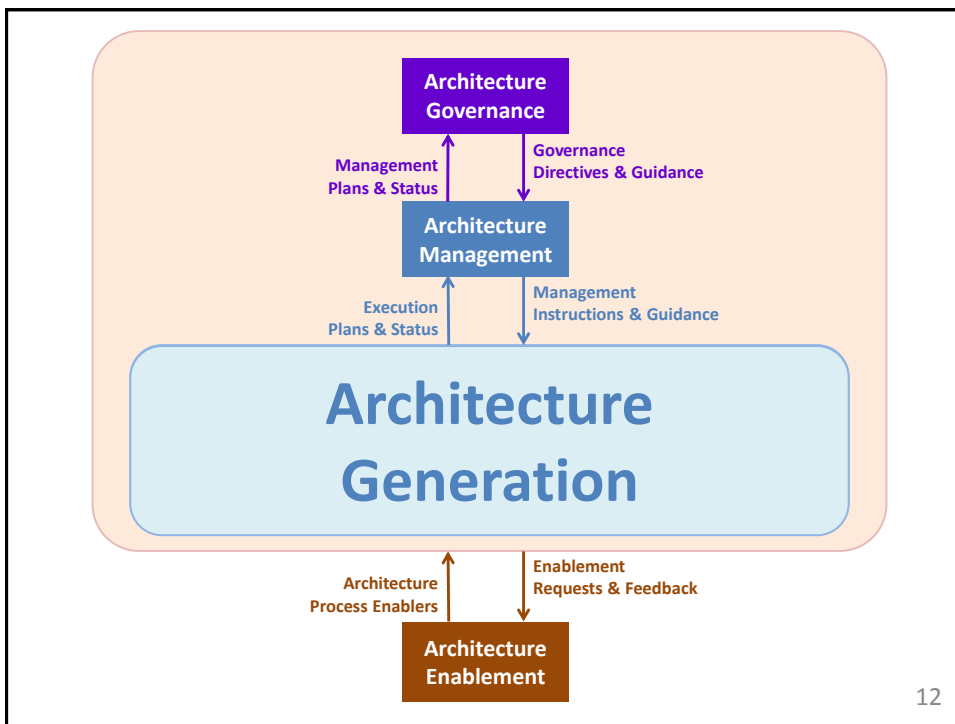 Architecture
Governance
Management
Plans & Status
Governance
Directives & Guidance
Architecture
Management
Execution
Plans & Status
Management
Instructions & Guidance
Architecture
Generation
Architecture
Process Enablers
Enablement
Requests & Feedback
Architecture
Enablement
12